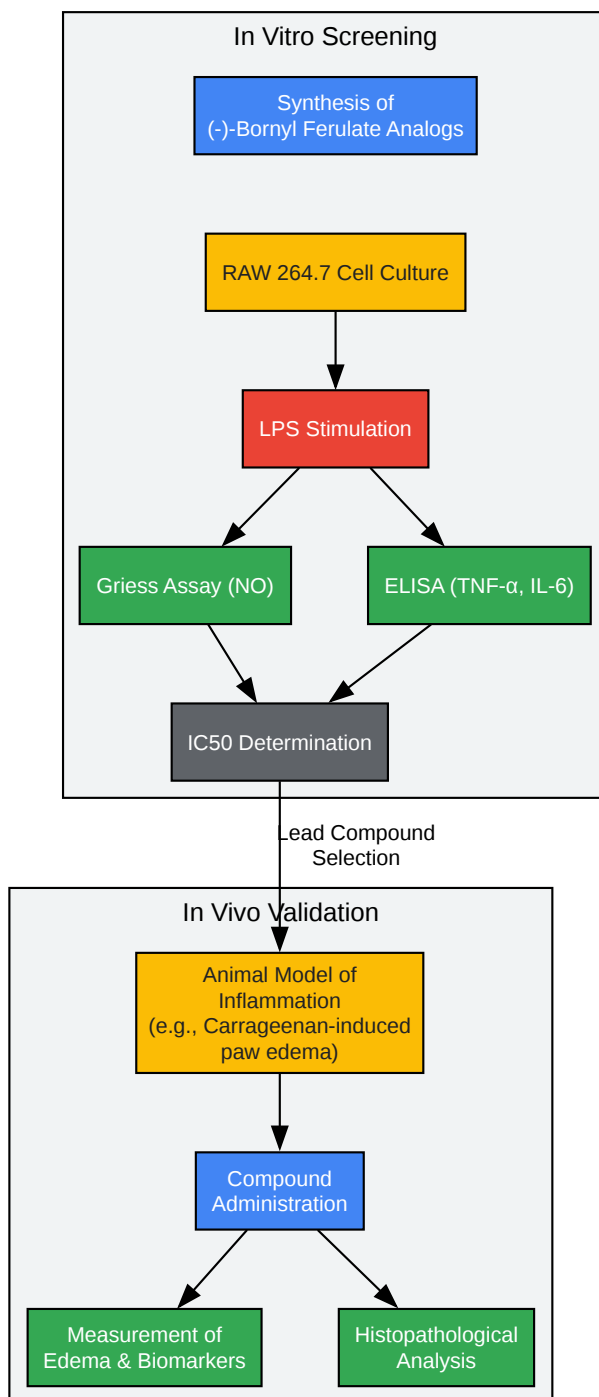 In Vitro Screening
Synthesis of
(-)-Bornyl Ferulate Analogs
RAW 264.7 Cell Culture
LPS Stimulation
Griess Assay (NO)
ELISA (TNF-α, IL-6)
IC50 Determination
Lead Compound
Selection
In Vivo Validation
Animal Model of
Inflammation
(e.g., Carrageenan-induced
paw edema)
Compound
Administration
Measurement of
Edema & Biomarkers
Histopathological
Analysis